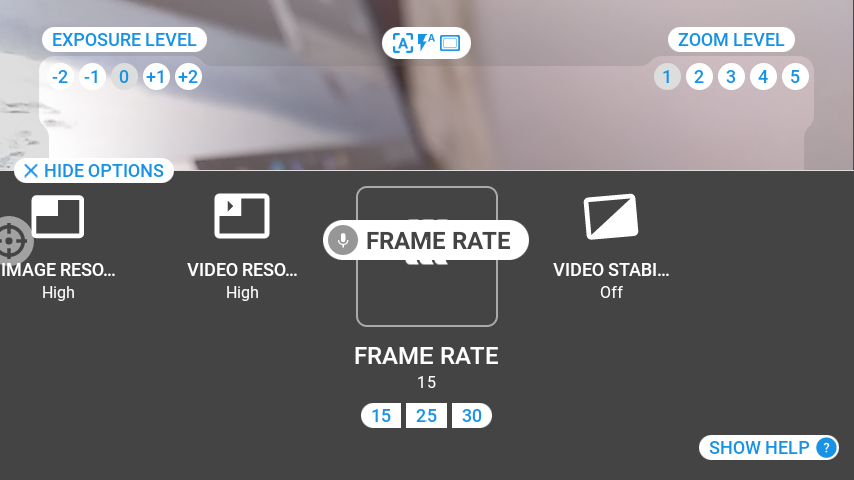 EXPOSURE LEVEL
A
A
ZOOM LEVEL
-2 -1 0 +1 +2
1 2 3 4 5
HIDE OPTIONS
FRAME RATE
IMAGE RESO...
High
VIDEO RESO...
High
VIDEO STABI...
Off
FRAME RATE
15
15 25 30
SHOW HELP ?